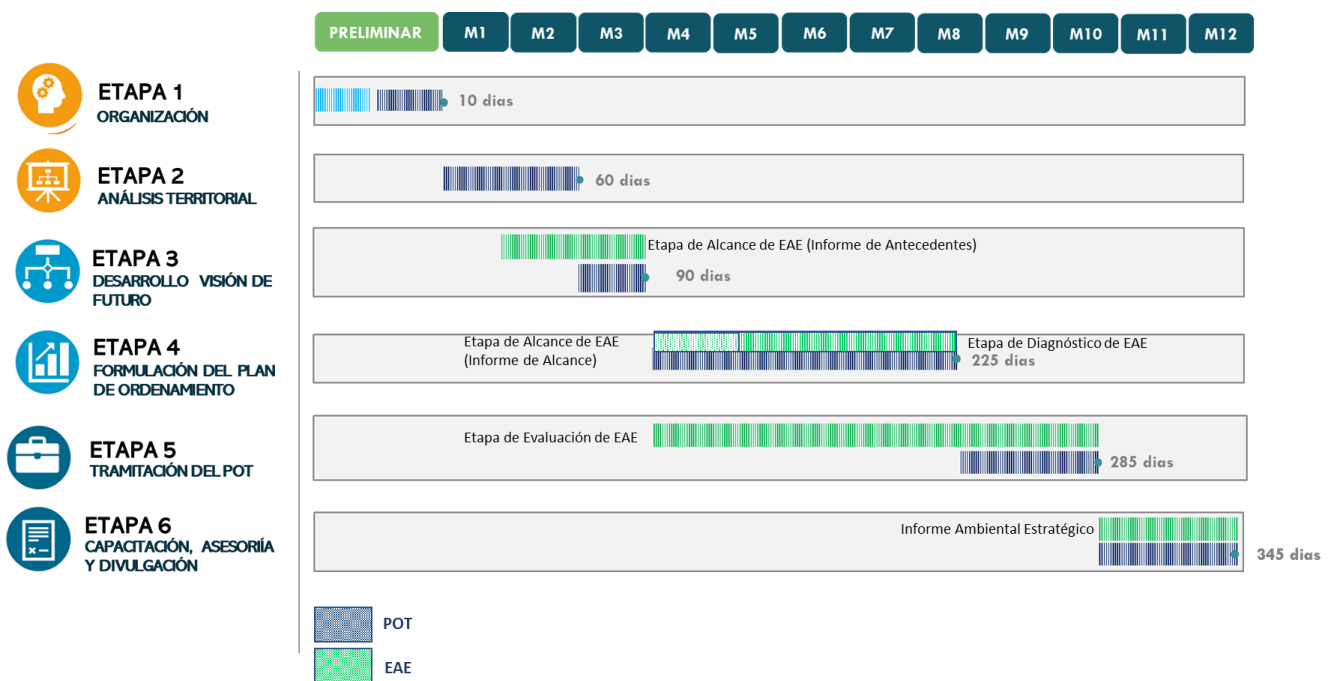 PRELIMINAR M1 M2 M3 M4 M5 M6 M7 M8 M9 M10 M11 M12
ETAPA 1
ORGANIZACIÓN
10 dias
ETAPA 2
ANÁLISIS TERRITORIAL
60 dias
ETAPA 3
DESARROLLO VISIÓN DE
FUTURO
Etapa de Alcance de EAE (Informe de Antecedentes)
90 dias
ETAPA 4
FORMULACIÓN DEL PLAN
DE ORDENAMIENTO
Etapa de Alcance de EAE
(Informe de Alcance)
Etapa de Diagnóstico de EAE
225 dias
ETAPA 5
TRAMITACIÓN DEL POT
Etapa de Evaluación de EAE
285 dias
ETAPA 6
CAPACITACIÓN, ASESORÍIA
Y DIVULGACIÓN
Informe Ambiental Estratégico
345 dias
POT
EAE